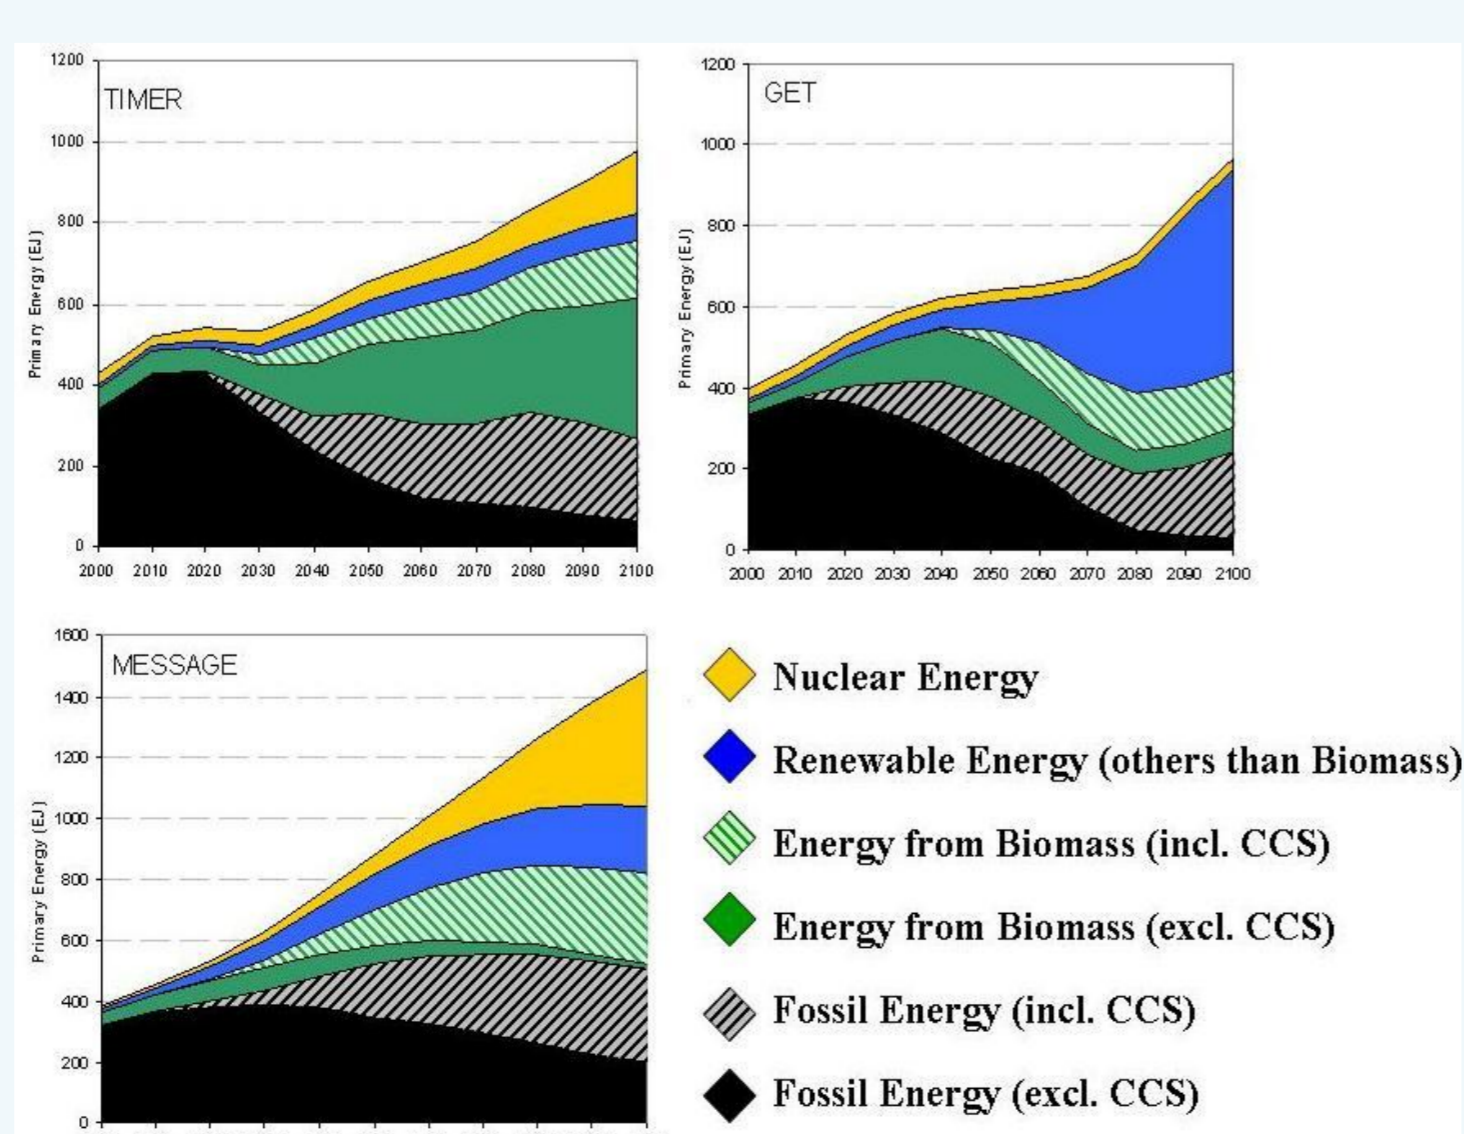 TIMER
Primary Energy (EJ)
1200
1000
800
600
400
200
0
2000 2010 2020 2030 2040 2050 2060 2070 2080 2090 2100
GET
Primary Energy (EJ)
1200
1000
800
600
400
200
0
2000 2010 2020 2030 2040 2050 2060 2070 2080 2090 2100
MESSAGE
Primary Energy (EJ)
1600
1400
1200
1000
800
600
400
200
0
Nuclear Energy
Renewable Energy (others than Biomass)
Energy from Biomass (incl. CCS)
Energy from Biomass (excl. CCS)
Fossil Energy (incl. CCS)
Fossil Energy (excl. CCS)